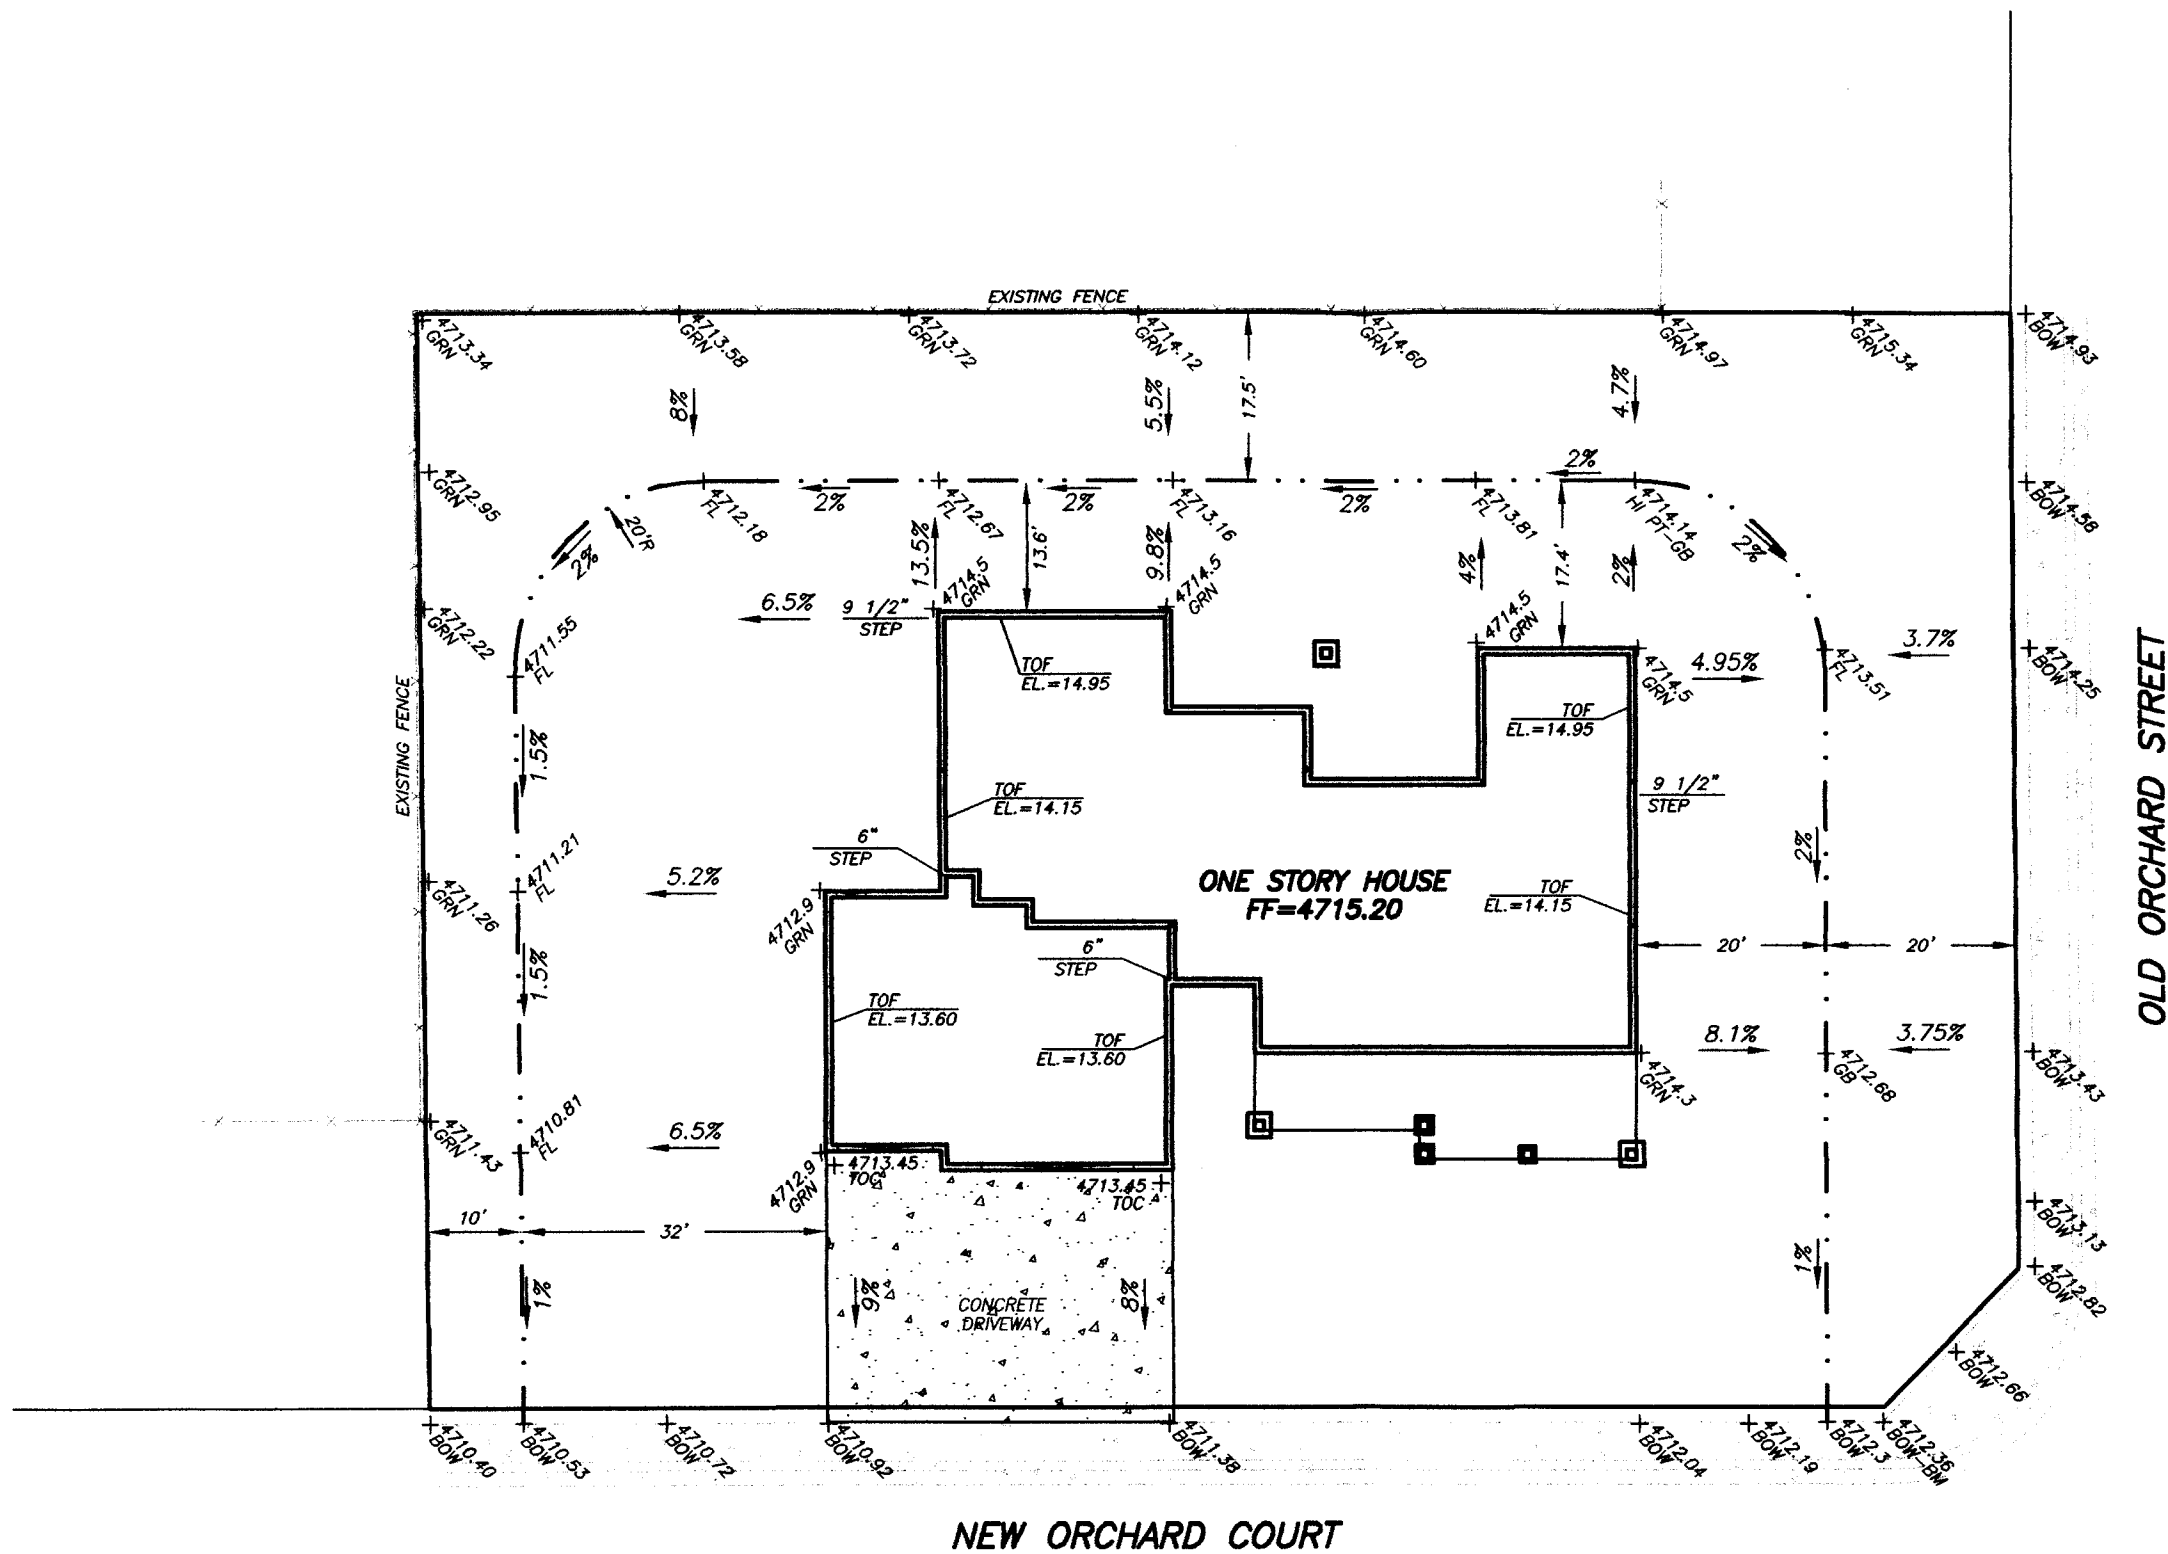 EXISTING FENCE
4713.34
GRN
4713.58
GRN
4713.72
GRN
4714.12
GRN
4714.60
GRN
4714.97
GRN
4715.34
GRN
4714.93
BOW
8%
5.5%
17.5'
4.7%
4712.95
GRN
4712.18
FL
2%
4712.67
FL
2%
4713.16
FL
2%
4713.81
FL
2%
4714.14
HI PT-GB
4714.58
BOW
20'R
2%
13.5%
13.6'
9.8%
4%
17.4'
2%
2%
4712.22
GRN
4711.55
FL
6.5%
9 1/2"
STEP
4714.5
GRN
4714.5
GRN
4714.5
GRN
4714.5
GRN
4.95%
4713.51
FL
3.7%
4714.25
BOW
EXISTING FENCE
TOF
EL.=14.95
TOF
EL.=14.95
1.5%
TOF
EL.=14.15
9 1/2"
STEP
6"
STEP
2%
4711.26
GRN
4711.21
FL
5.2%
4712.9
GRN
ONE STORY HOUSE
FF=4715.20
TOF
EL.=14.15
6"
STEP
20'
20'
1.5%
TOF
EL.=13.60
TOF
EL.=13.60
8.1%
4714.3
GRN
4712.68
GB
3.75%
4713.43
BOW
OLD ORCHARD STREET
4711.43
GRN
4710.81
FL
6.5%
4712.9
GRN
4713.45
TOC
4713.45
TOC
4713.13
BOW
10'
32'
4712.82
BOW
1%
9%
CONCRETE
DRIVEWAY
8%
1%
4712.66
BOW
4710.40
BOW
4710.53
BOW
4710.72
BOW
4710.92
BOW
4711.38
BOW
4712.04
BOW
4712.19
BOW
4712.3
BOW
4712.36
BOW-BM
NEW ORCHARD COURT